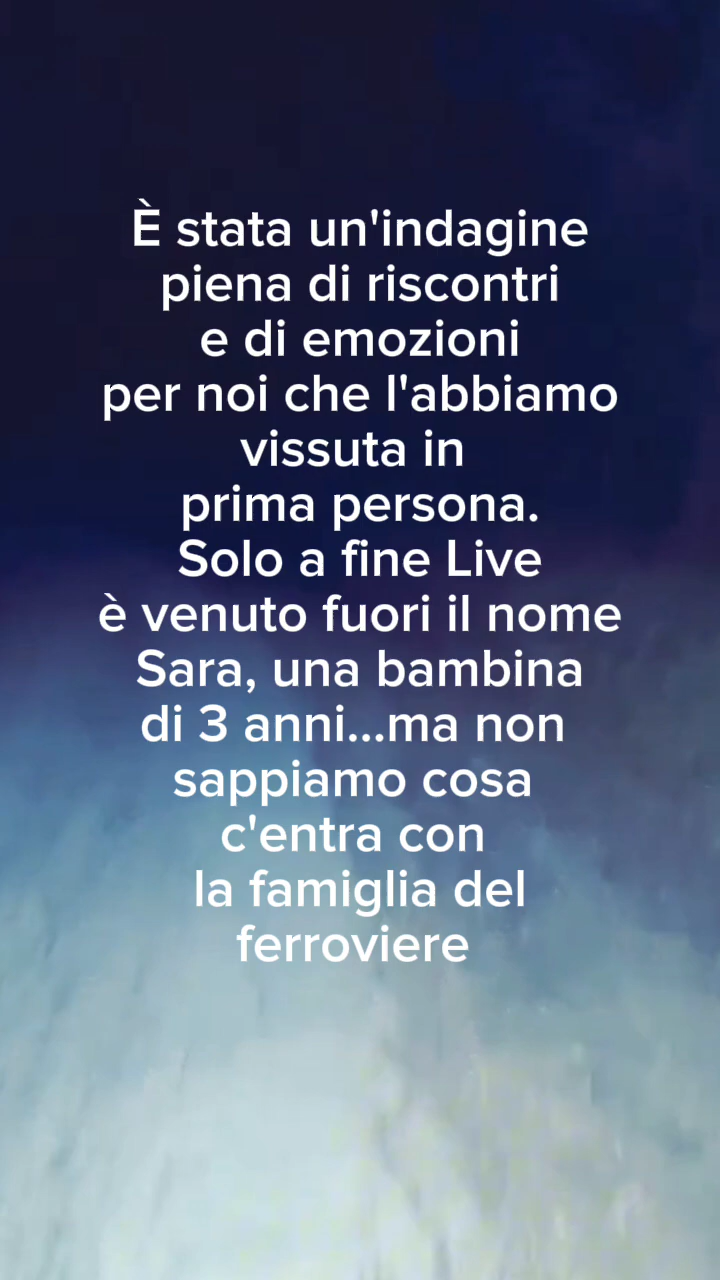 È stata un'indagine
piena di riscontri
e di emozioni
per noi che l'abbiamo
vissuta in
prima persona.
Solo a fine Live
è venuto fuori il nome
Sara, una bambina
di 3 anni...ma non
sappiamo cosa
c'entra con
la famiglia del
ferroviere